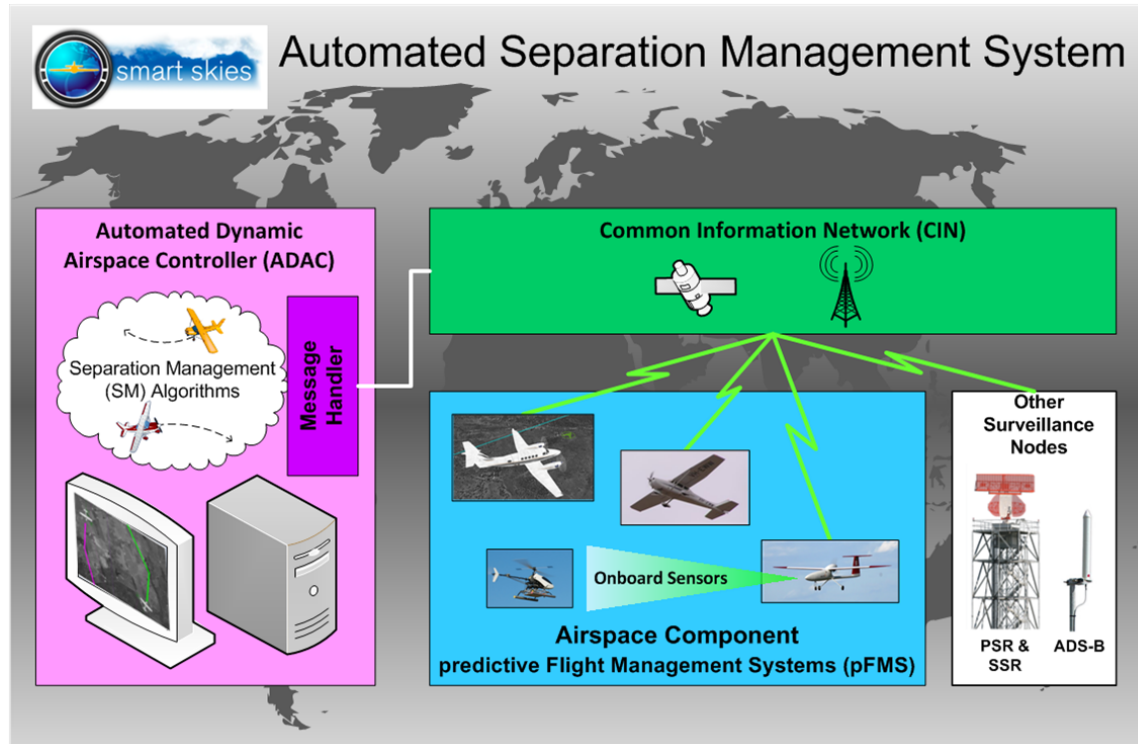 smart skies
Automated Separation Management System
Automated Dynamic
Airspace Controller (ADAC)
Separation Management
(SM) Algorithms
Message
Handler
Common Information Network (CIN)
Onboard Sensors
Airspace Component
predictive Flight Management Systems (pFMS)
Other
Surveillance
Nodes
PSR &
SSR
ADS-B